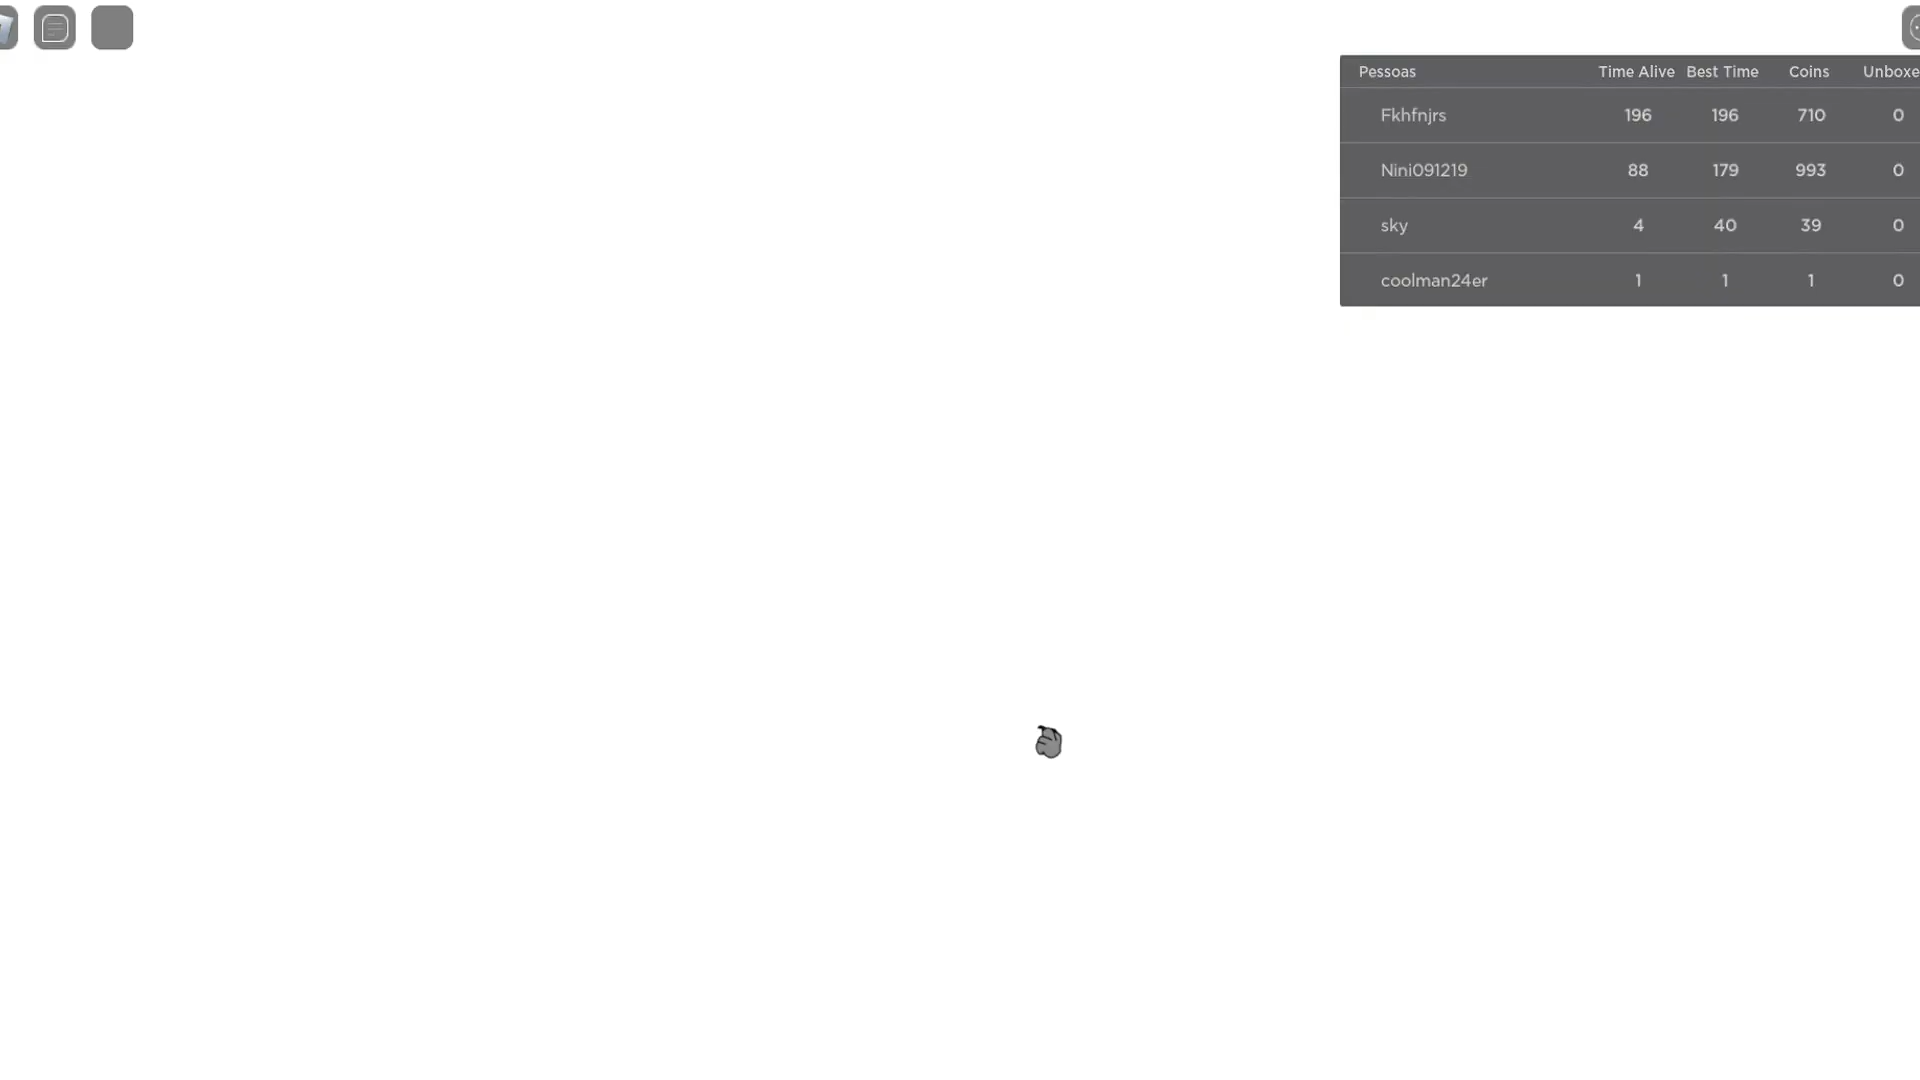 Pessoas Time Alive Best Time Coins Unboxe
Fkhfnjrs 196 196 710 0
Nini091219 88 179 993 0
sky 4 40 39 0
coolman24er 1 1 1 0